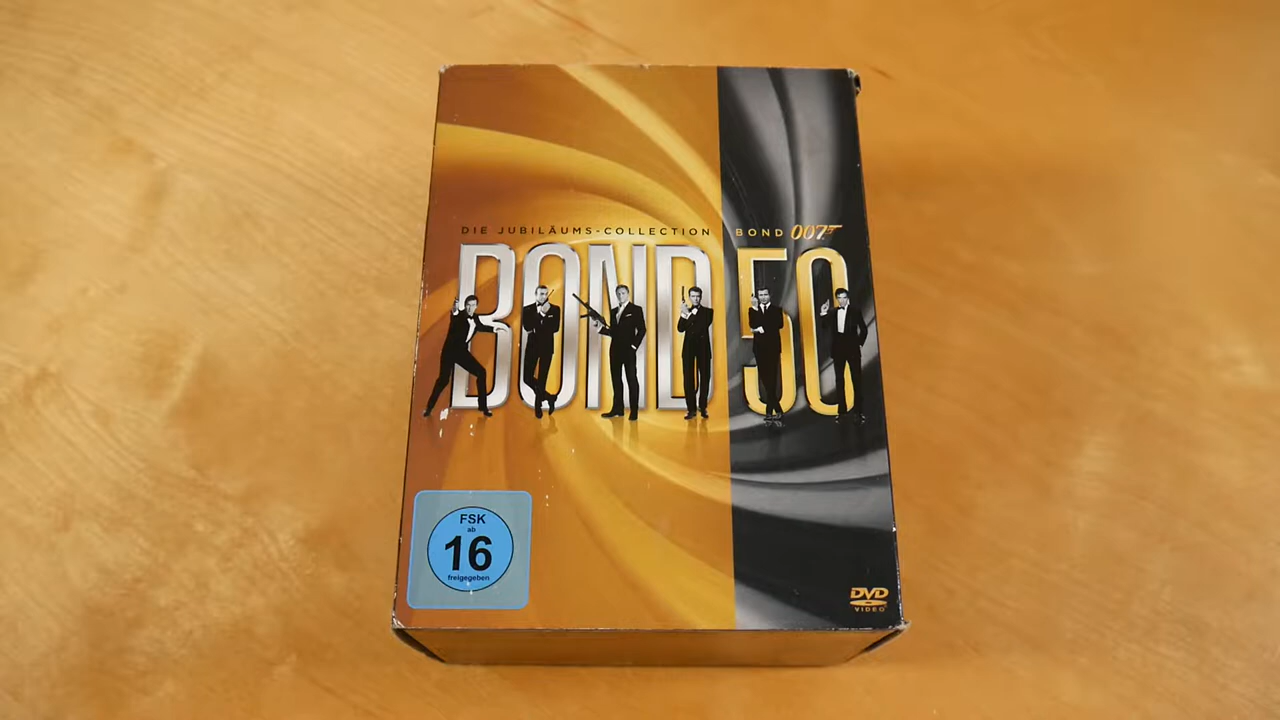 DIE JUBILÄUMS-COLLECTION
BOND 007
BOND 50
FSK
ab
16
freigegeben
DVD
VIDEO